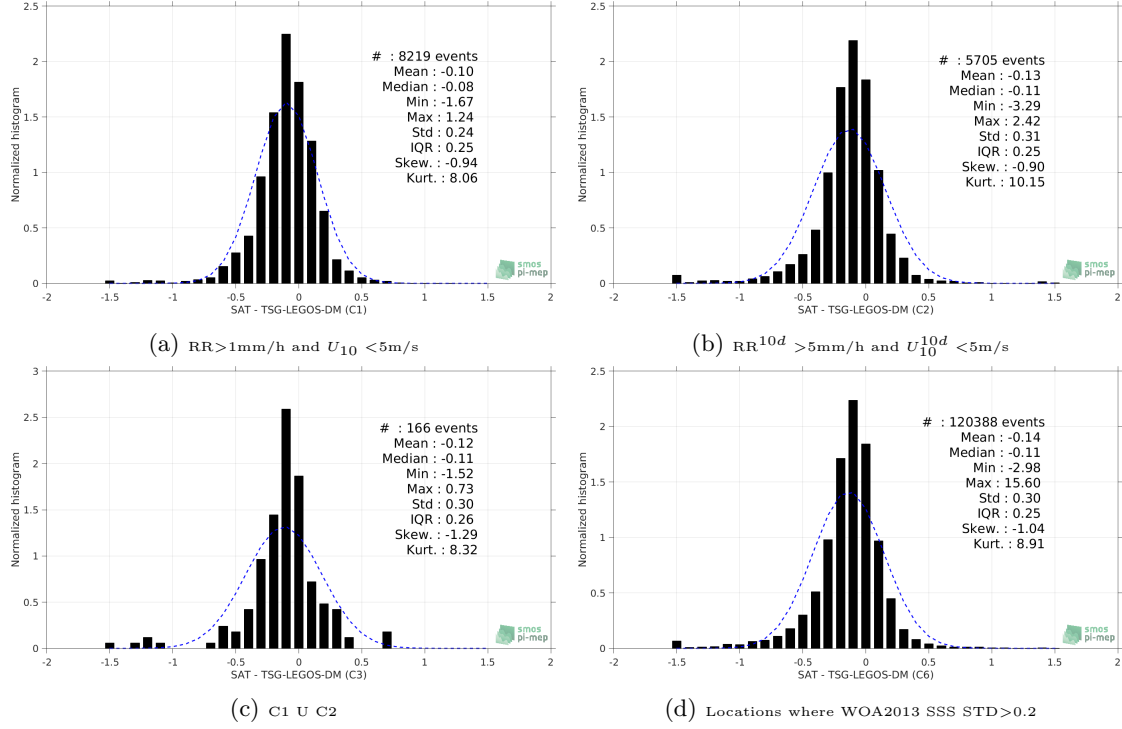 2.5
2
1.5
1
0.5
0
Normalized histogram
# : 8219 events
Mean : -0.10
Median : -0.08
Min : -1.67
Max : 1.24
Std : 0.24
IQR : 0.25
Skew. : -0.94
Kurt. : 8.06
smos
pi-mep
-2 -1.5 -1 -0.5 0 0.5 1 1.5 2
SAT - TSG-LEGOS-DM (C1)
(a) RR>1mm/h and U10 <5m/s
2.5
2
1.5
1
0.5
0
Normalized histogram
# : 5705 events
Mean : -0.13
Median : -0.11
Min : -3.29
Max : 2.42
Std : 0.31
IQR : 0.25
Skew. : -0.90
Kurt. : 10.15
smos
pi-mep
-2 -1.5 -1 -0.5 0 0.5 1 1.5 2
SAT - TSG-LEGOS-DM (C2)
(b) RR10d >5mm/h and U10d10 <5m/s
3
2.5
2
1.5
1
0.5
0
Normalized histogram
# : 166 events
Mean : -0.12
Median : -0.11
Min : -1.52
Max : 0.73
Std : 0.30
IQR : 0.26
Skew. : -1.29
Kurt. : 8.32
smos
pi-mep
-2 -1.5 -1 -0.5 0 0.5 1 1.5 2
SAT - TSG-LEGOS-DM (C3)
(c) C1 U C2
2.5
2
1.5
1
0.5
0
Normalized histogram
# : 120388 events
Mean : -0.14
Median : -0.11
Min : -2.98
Max : 15.60
Std : 0.30
IQR : 0.25
Skew. : -1.04
Kurt. : 8.91
smos
pi-mep
-2 -1.5 -1 -0.5 0 0.5 1 1.5 2
SAT - TSG-LEGOS-DM (C6)
(d) Locations where WOA2013 SSS STD>0.2